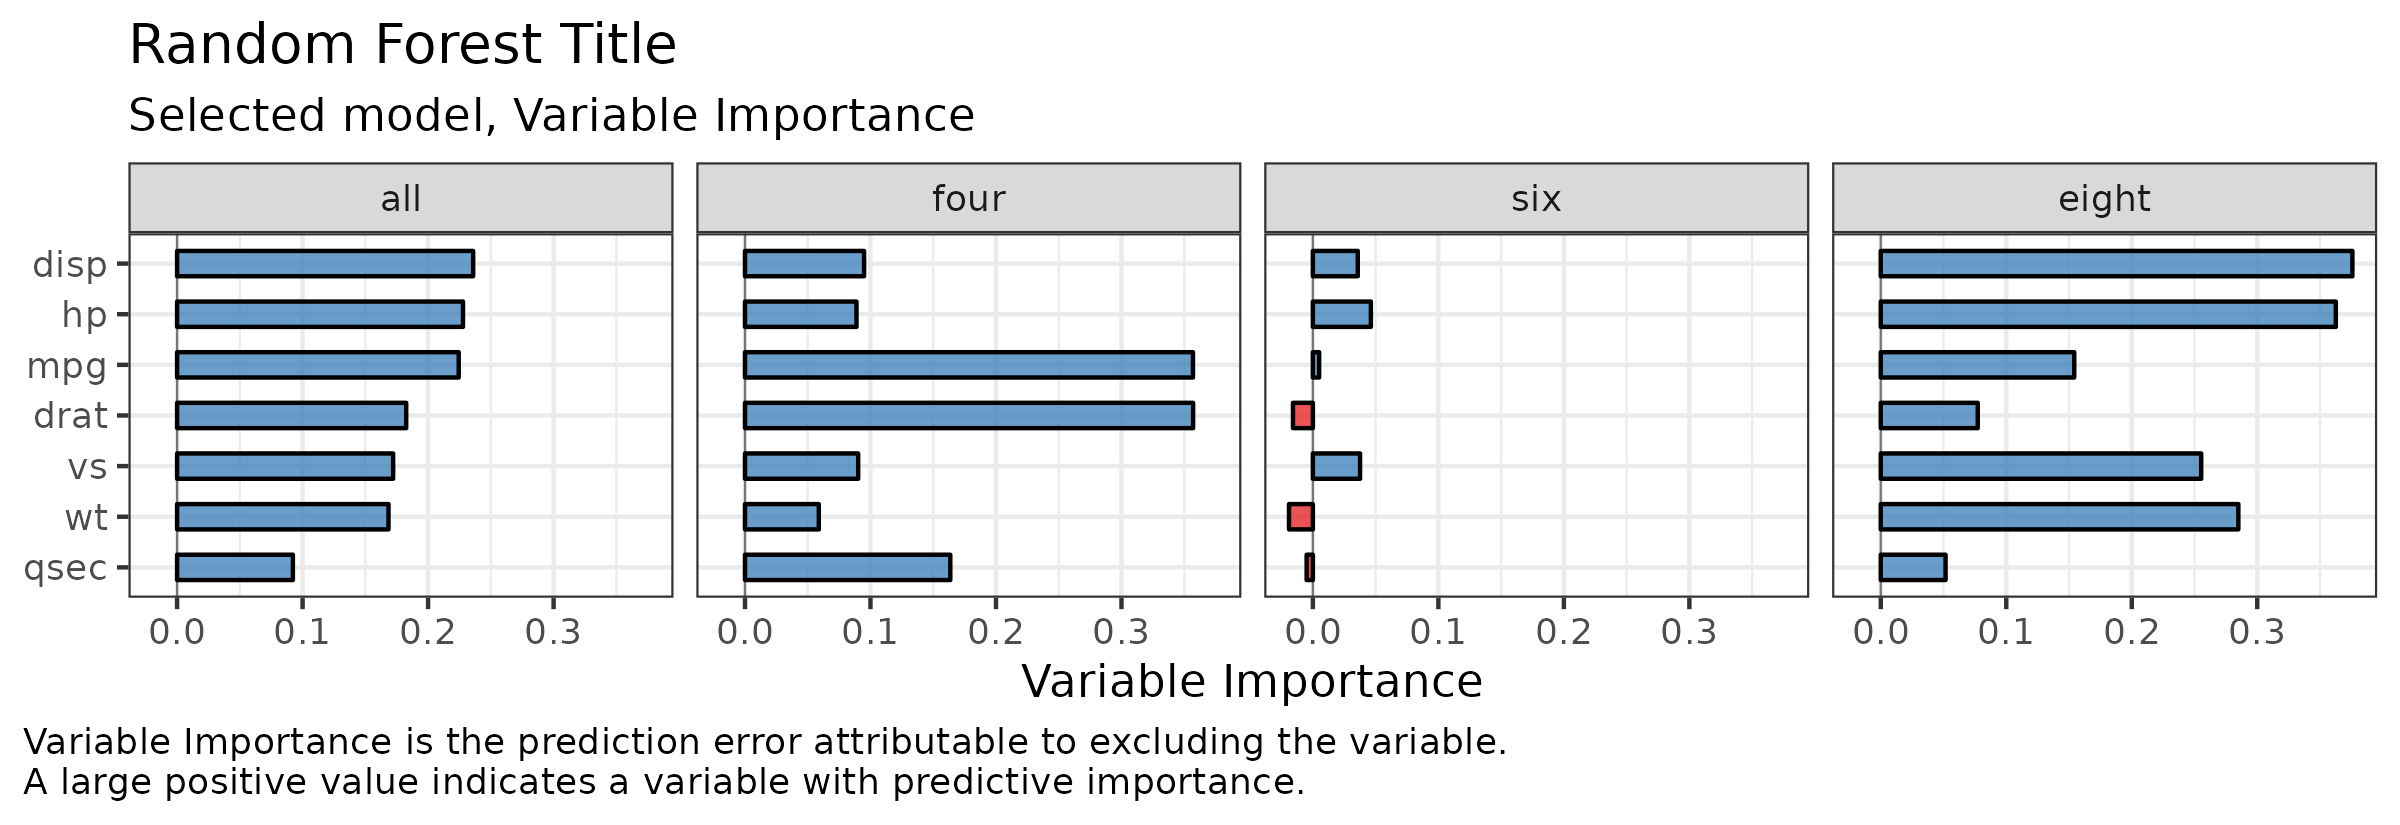 Random Forest Title
Selected model, Variable Importance
all four six eight
disp
hp
mpg
drat
vs
wt
qsec
0.0 0.1 0.2 0.3 0.0 0.1 0.2 0.3 0.0 0.1 0.2 0.3 0.0 0.1 0.2 0.3
Variable Importance
Variable Importance is the prediction error attributable to excluding the variable.
A large positive value indicates a variable with predictive importance.